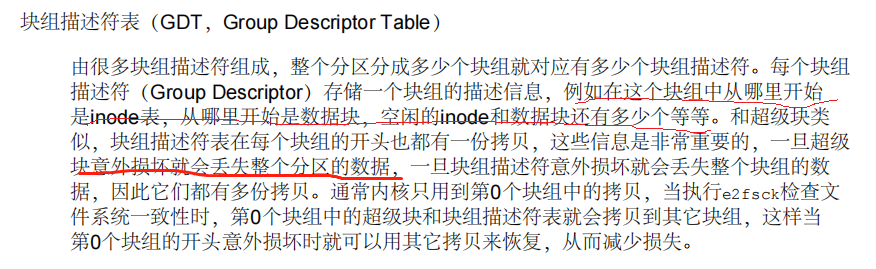 块组描述符表（GDT，Group Descriptor Table）
由很多块组描述符组成，整个分区分成多少个块组就对应有多少个块组描述符。每个块组
描述符（Group Descriptor）存储一个块组的描述信息，例如在这个块组中从哪里开始
是inode表，从哪里开始是数据块，空闲的inode和数据块还有多少个等等。和超级块类
似，块组描述符表在每个块组的开头也都有一份拷贝，这些信息是非常重要的，一旦超级
块意外损坏就会丢失整个分区的数据，一旦块组描述符意外损坏就会丢失整个块组的数
据，因此它们都有多份拷贝。通常内核只用到第0个块组中的拷贝，当执行e2fsck检查文
件系统一致性时，第0个块组中的超级块和块组描述符表就会拷贝到其它块组，这样当
第0个块组的开头意外损坏时就可以用其它拷贝来恢复，从而减少损失。